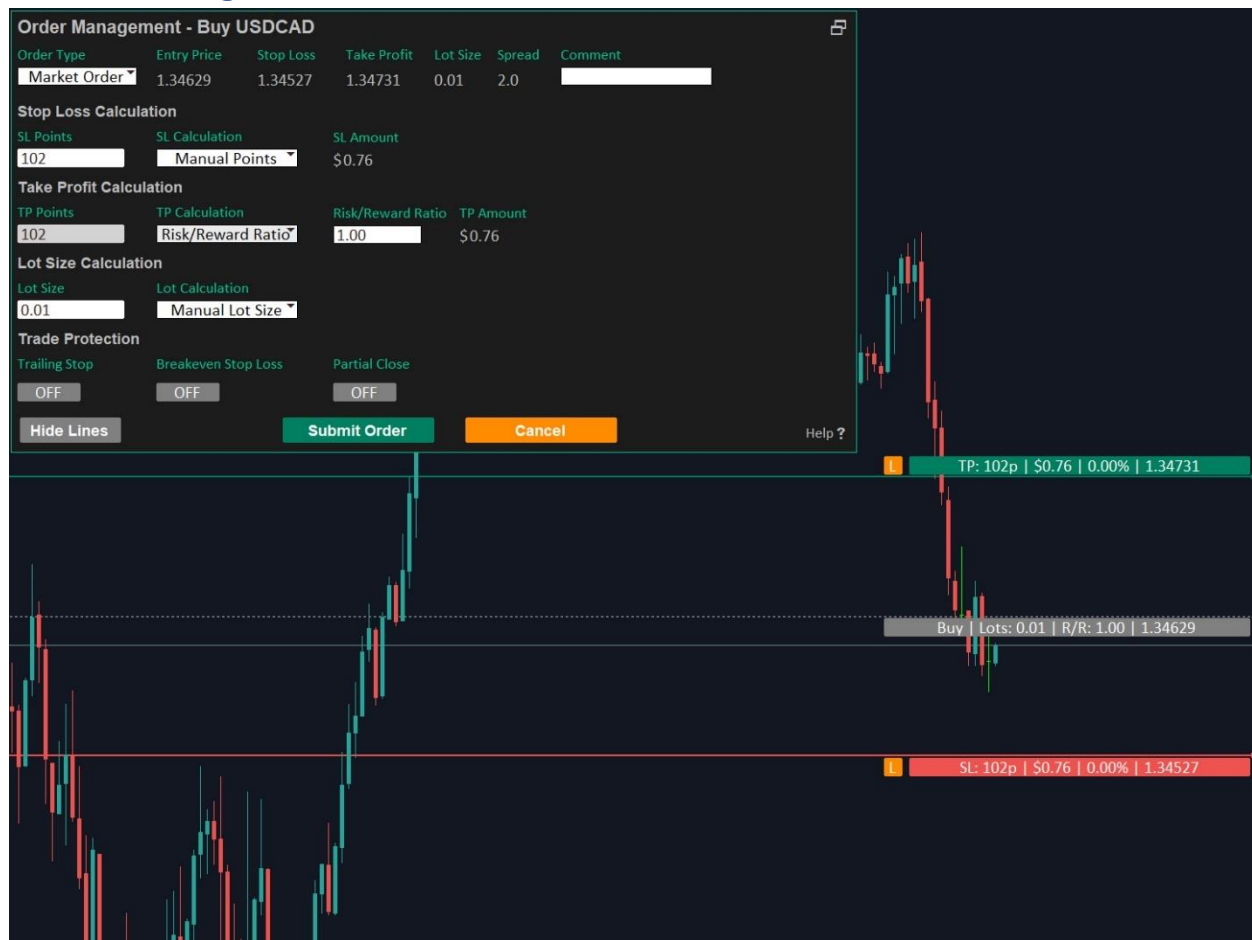 Order Management - Buy USDCAD
Order Type Entry Price Stop Loss Take Profit Lot Size Spread Comment
Market Order 1.34629 1.34527 1.34731 0.01 2.0
Stop Loss Calculation
SL Points SL Calculation SL Amount
102 Manual Points $0.76
Take Profit Calculation
TP Points TP Calculation Risk/Reward Ratio TP Amount
102 Risk/Reward Ratio 1.00 $0.76
Lot Size Calculation
Lot Size Lot Calculation
0.01 Manual Lot Size
Trade Protection
Trailing Stop Breakeven Stop Loss Partial Close
OFF OFF OFF
Hide Lines Submit Order Cancel Help ?
L TP: 102p | $0.76 | 0.00% | 1.34731
Buy | Lots: 0.01 | R/R: 1.00 | 1.34629
L SL: 102p | $0.76 | 0.00% | 1.34527